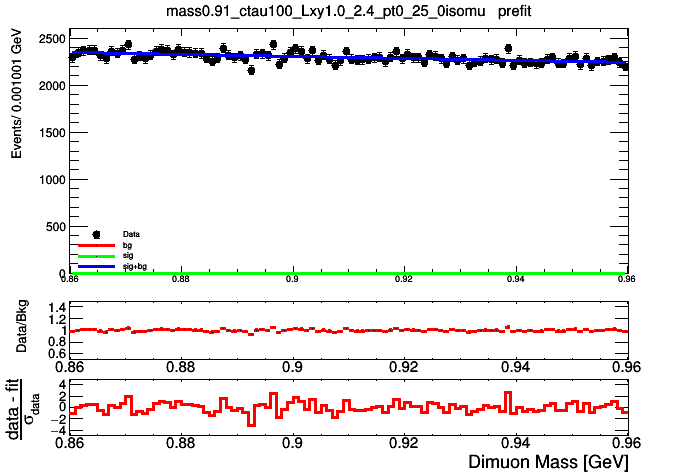 mass0.91_ctau100_Lxy1.0_2.4_pt0_25_0isomu prefit
Events/ 0.001001 GeV
2500
2000
1500
1000
500
0
Data
bg
sig
sig+bg
0.86 0.88 0.9 0.92 0.94 0.96
Data/Bkg
1.4
1.2
1
0.8
0.6
0.86 0.88 0.9 0.92 0.94 0.96
data - fit
σdata
4
2
0
−2
−4
0.86 0.88 0.9 0.92 0.94 0.96
Dimuon Mass [GeV]